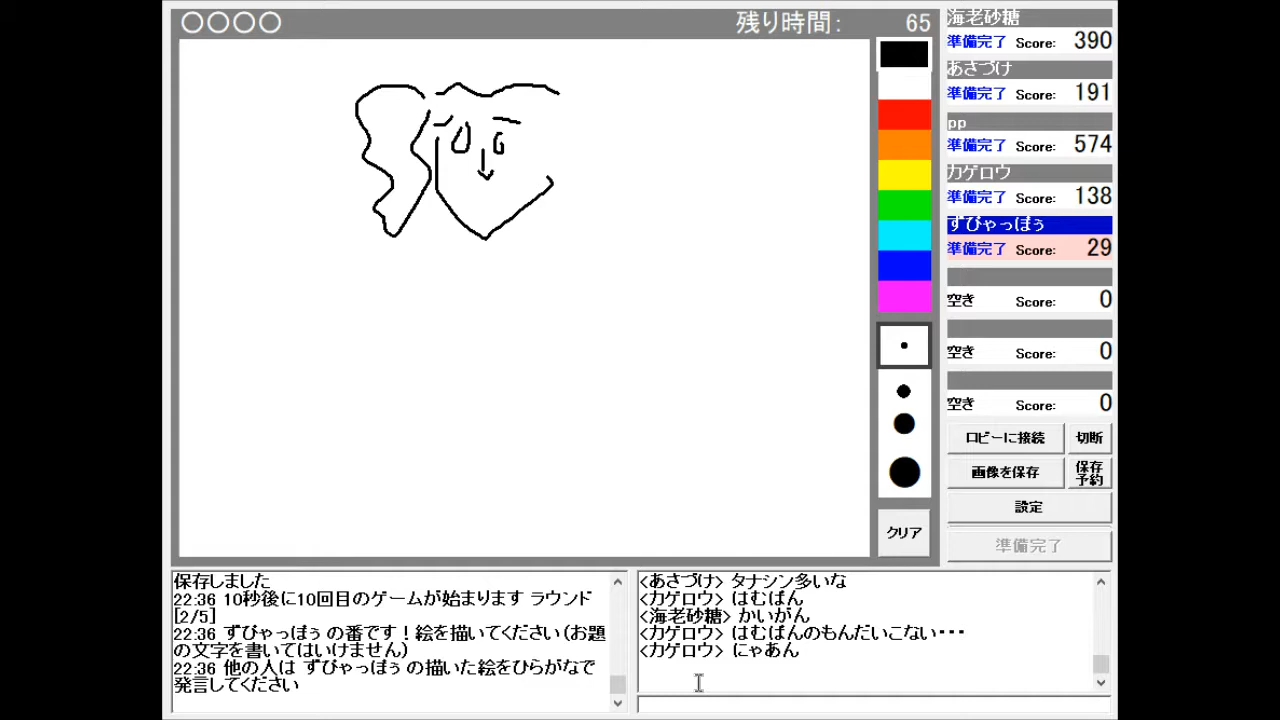 ○○○○
残り時間: 65
海老砂糖
準備完了 Score: 390
あさづけ
準備完了 Score: 191
pp
準備完了 Score: 574
カゲロウ
準備完了 Score: 138
ずびゃっぽぅ
準備完了 Score: 29
空き Score: 0
空き Score: 0
空き Score: 0
ロビーに接続 切断
画像を保存 保存
予約
設定
準備完了
クリア
保存しました
22:36 10秒後に10回目のゲームが始まります ラウンド
[2/5]
22:36 ずびゃっぽぅ の番です！絵を描いてください（お題
の文字を書いてはいけません）
22:36 他の人は ずびゃっぽぅ の描いた絵をひらがなで
発言してください
<あさづけ> タナシン多いな
<カゲロウ> はむぱん
<海老砂糖> かいがん
<カゲロウ> はむぱんのもんだいこない・・・
<カゲロウ> にゃあん